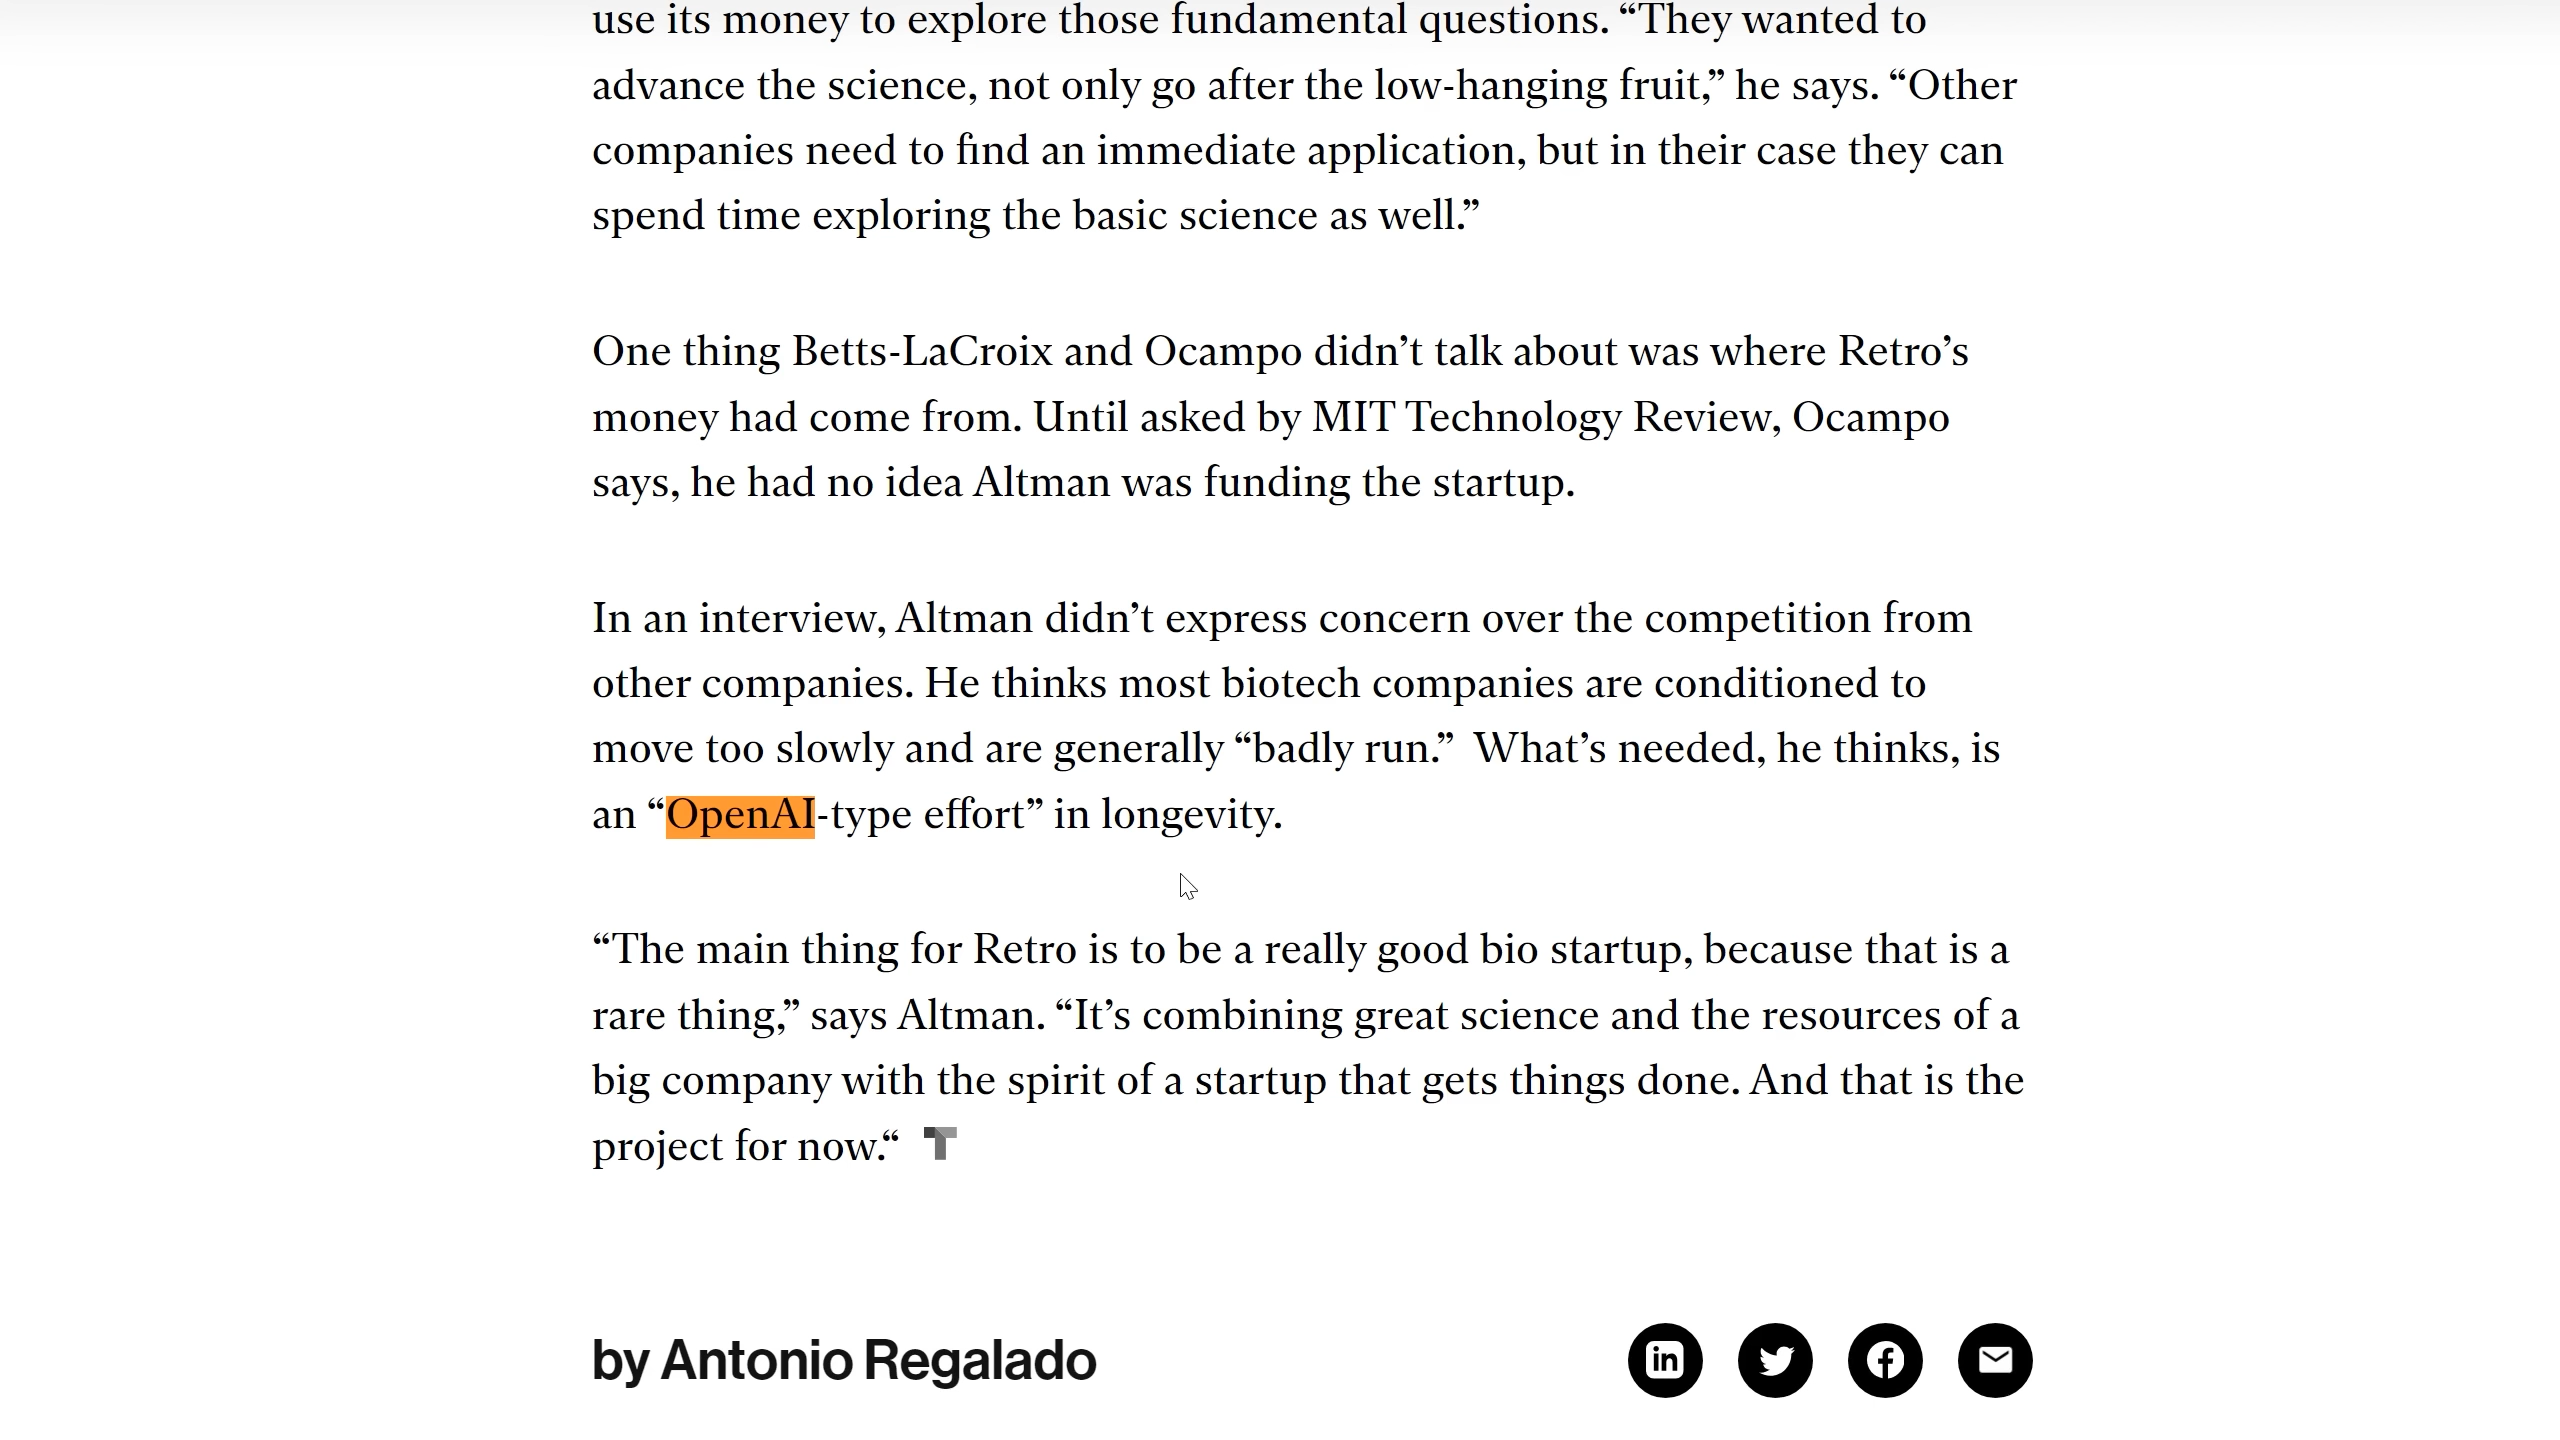 use its money to explore those fundamental questions. “They wanted to
advance the science, not only go after the low-hanging fruit,” he says. “Other
companies need to find an immediate application, but in their case they can
spend time exploring the basic science as well.”
One thing Betts-LaCroix and Ocampo didn’t talk about was where Retro’s
money had come from. Until asked by MIT Technology Review, Ocampo
says, he had no idea Altman was funding the startup.
In an interview, Altman didn’t express concern over the competition from
other companies. He thinks most biotech companies are conditioned to
move too slowly and are generally “badly run.”  What’s needed, he thinks, is
an “OpenAI-type effort” in longevity.
“The main thing for Retro is to be a really good bio startup, because that is a
rare thing,” says Altman. “It’s combining great science and the resources of a
big company with the spirit of a startup that gets things done. And that is the
project for now.“
by Antonio Regalado